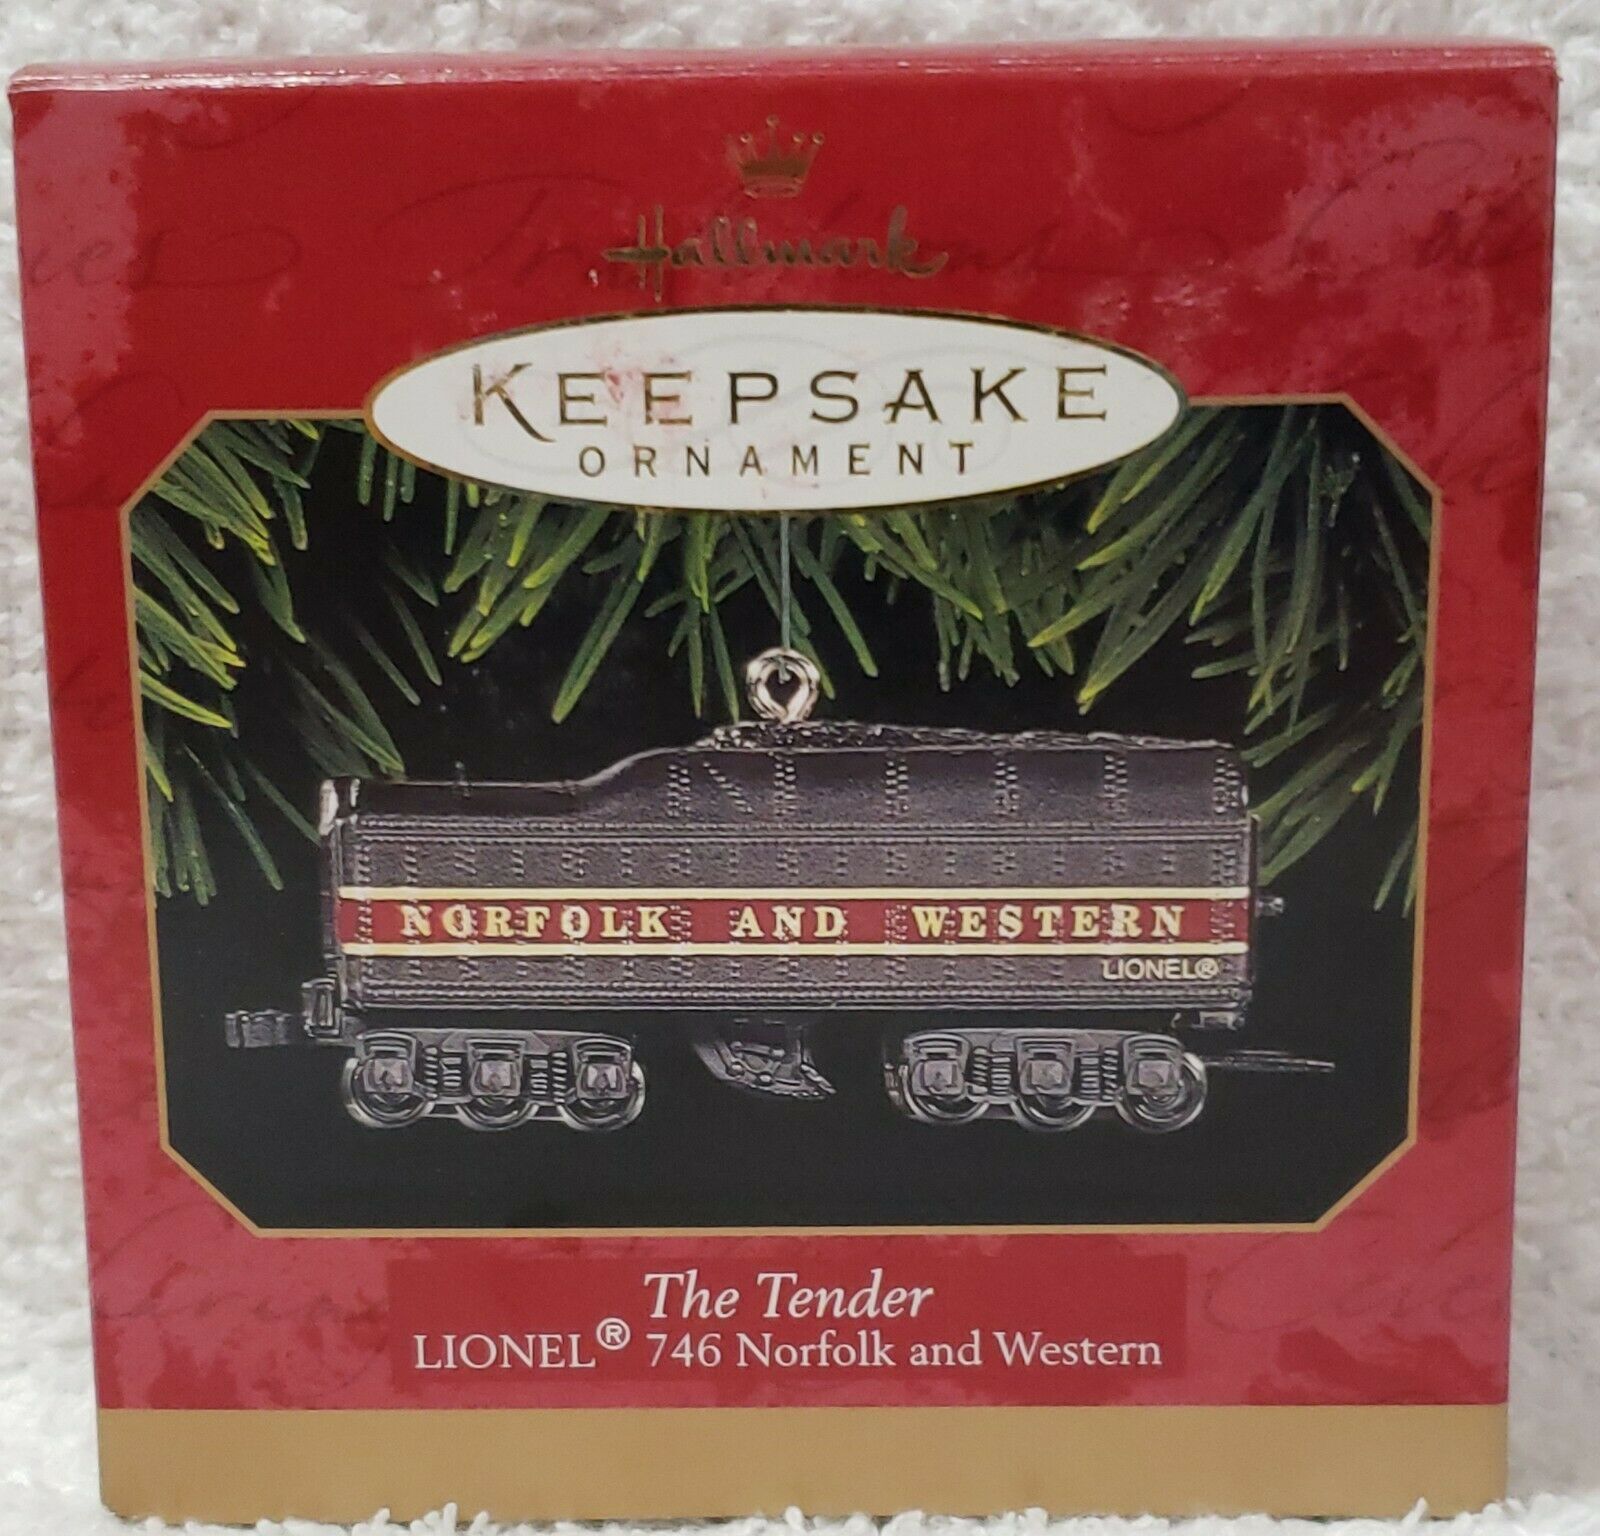 Hallmark
KEEPSAKE
ORNAMENT
NORFOLK AND WESTERN
LIONEL®
The Tender
LIONEL® 746 Norfolk and Western